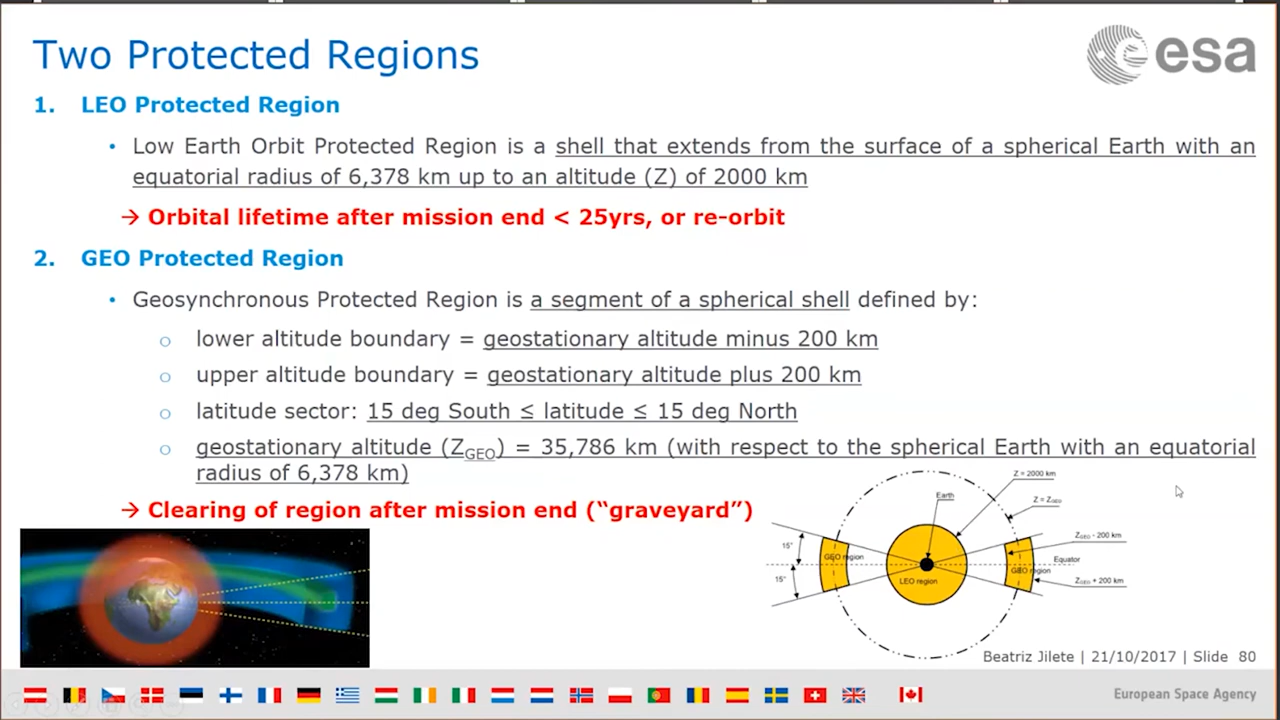 Two Protected Regions
esa
1. LEO Protected Region
• Low Earth Orbit Protected Region is a shell that extends from the surface of a spherical Earth with an
equatorial radius of 6,378 km up to an altitude (Z) of 2000 km
→ Orbital lifetime after mission end < 25yrs, or re-orbit
2. GEO Protected Region
• Geosynchronous Protected Region is a segment of a spherical shell defined by:
o lower altitude boundary = geostationary altitude minus 200 km
o upper altitude boundary = geostationary altitude plus 200 km
o latitude sector: 15 deg South ≤ latitude ≤ 15 deg North
o geostationary altitude (ZGEO) = 35,786 km (with respect to the spherical Earth with an equatorial
radius of 6,378 km)
→ Clearing of region after mission end (“graveyard”)
Z = 2000 km
Earth
Z = ZGEO
ZGEO - 200 km
15°
GEO region
Equator
GEO region
15°
LEO region
ZGEO + 200 km
Beatriz Jilete | 21/10/2017 | Slide 80
European Space Agency